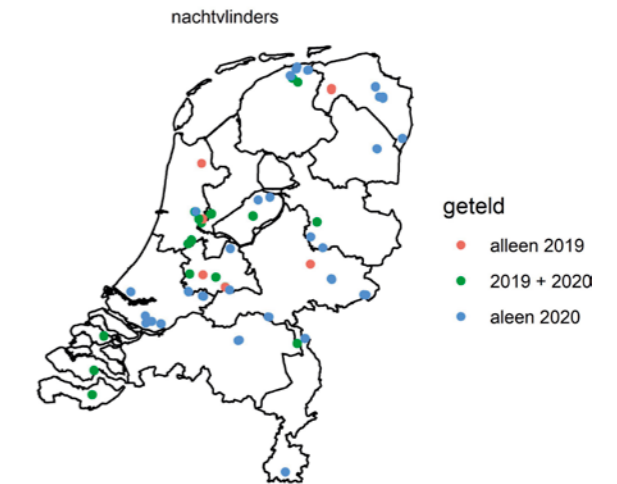 nachtvlinders
geteld
alleen 2019
2019 + 2020
aleen 2020